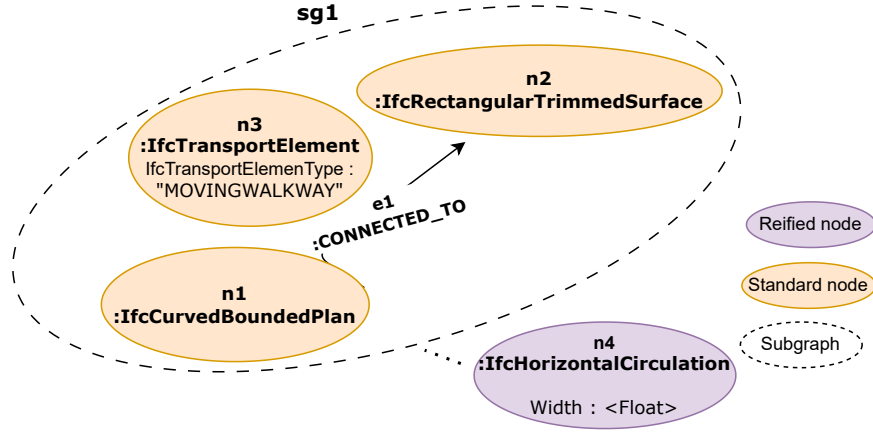 sg1
n2
:IfcRectangularTrimmedSurface
n3
:IfcTransportElement
IfcTransportElemenType :
"MOVINGWALKWAY"
e1
:CONNECTED_TO
n1
:IfcCurvedBoundedPlan
n4
:IfcHorizontalCirculation
Width : <Float>
Reified node
Standard node
Subgraph